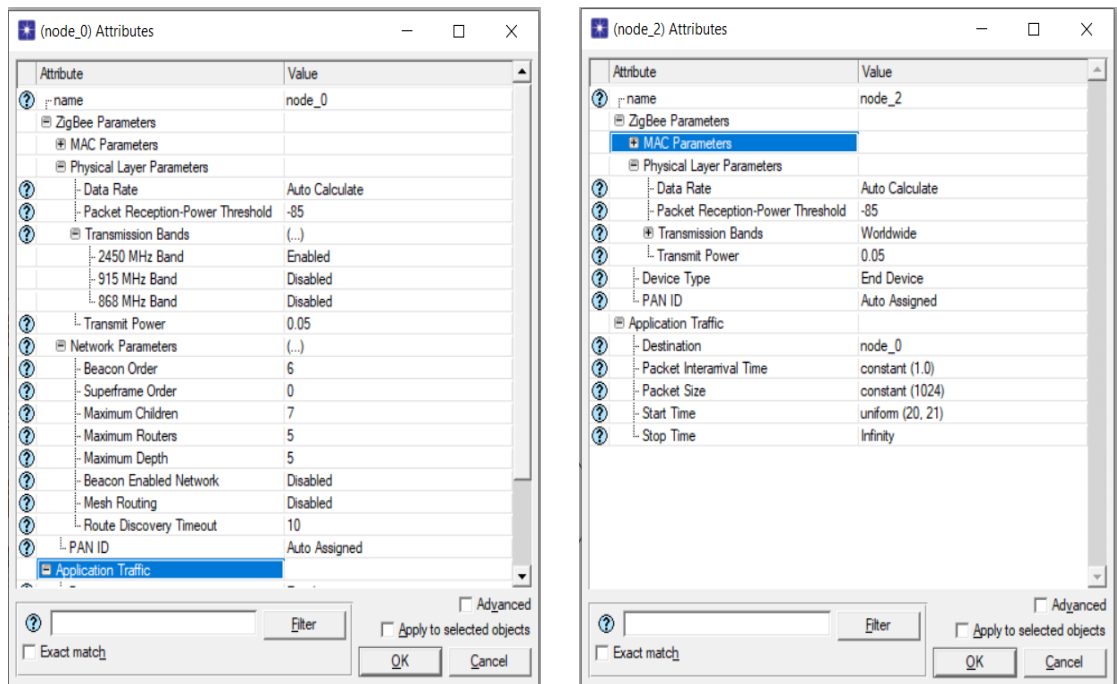 (node_0) Attributes
Attribute Value
name node_0
ZigBee Parameters
MAC Parameters
Physical Layer Parameters
Data Rate Auto Calculate
Packet Reception-Power Threshold -85
Transmission Bands (...)
2450 MHz Band Enabled
915 MHz Band Disabled
868 MHz Band Disabled
Transmit Power 0.05
Network Parameters (...)
Beacon Order 6
Superframe Order 0
Maximum Children 7
Maximum Routers 5
Maximum Depth 5
Beacon Enabled Network Disabled
Mesh Routing Disabled
Route Discovery Timeout 10
PAN ID Auto Assigned
Application Traffic
Advanced
Filter
Apply to selected objects
Exact match
OK Cancel
(node_2) Attributes
Attribute Value
name node_2
ZigBee Parameters
MAC Parameters
Physical Layer Parameters
Data Rate Auto Calculate
Packet Reception-Power Threshold -85
Transmission Bands Worldwide
Transmit Power 0.05
Device Type End Device
PAN ID Auto Assigned
Application Traffic
Destination node_0
Packet Interarrival Time constant (1.0)
Packet Size constant (1024)
Start Time uniform (20, 21)
Stop Time Infinity
Advanced
Filter
Apply to selected objects
Exact match
OK Cancel